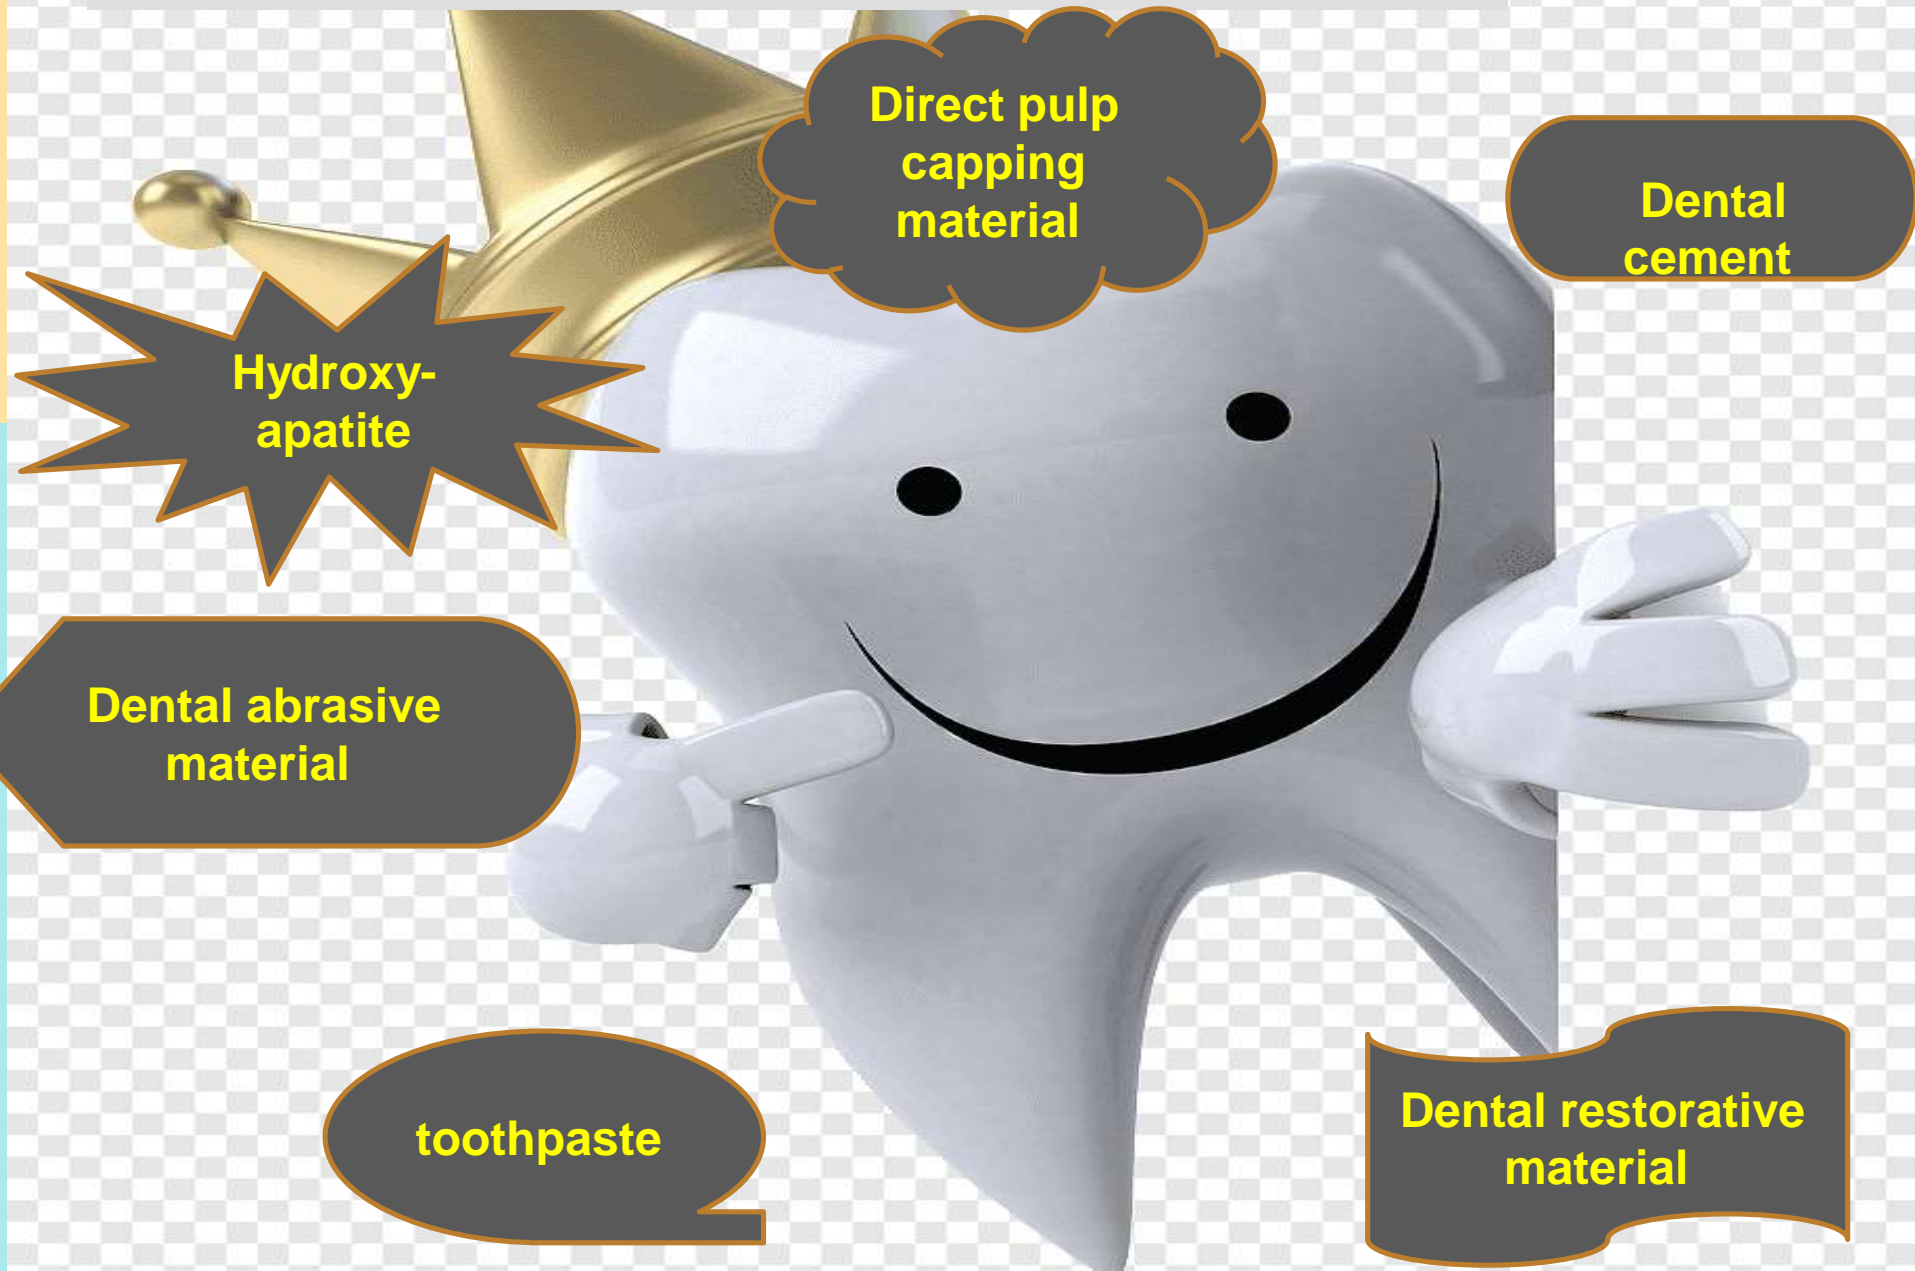 Direct pulp
capping
material
Dental
cement
Hydroxy-
apatite
Dental abrasive
material
toothpaste
Dental restorative
material